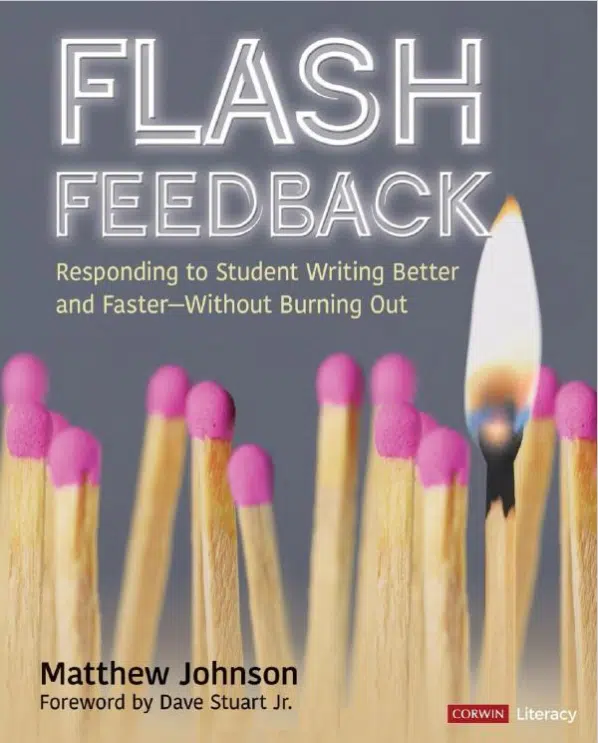 FLASH
FEEDBACK
Responding to Student Writing Better
and Faster—Without Burning Out
Matthew Johnson
Foreword by Dave Stuart Jr.
CORWIN Literacy